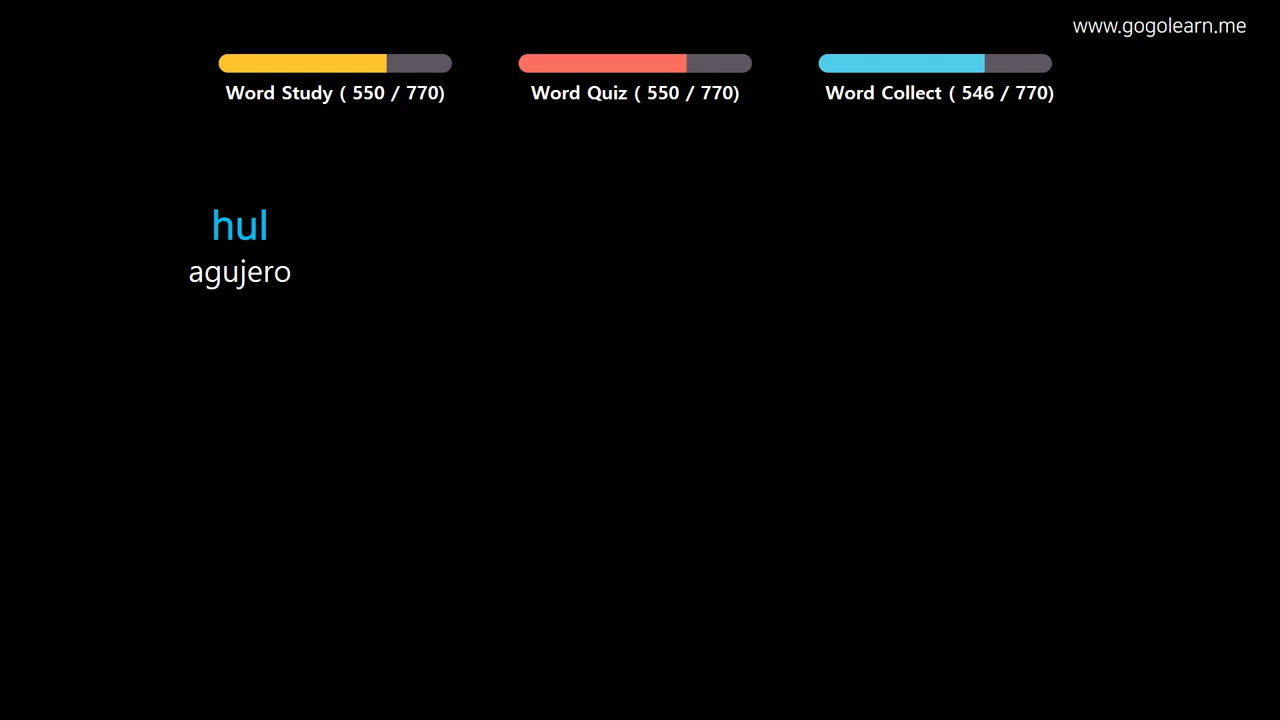 www.gogolearn.me
Word Study ( 550 / 770)
Word Quiz ( 550 / 770)
Word Collect ( 546 / 770)
hul
agujero